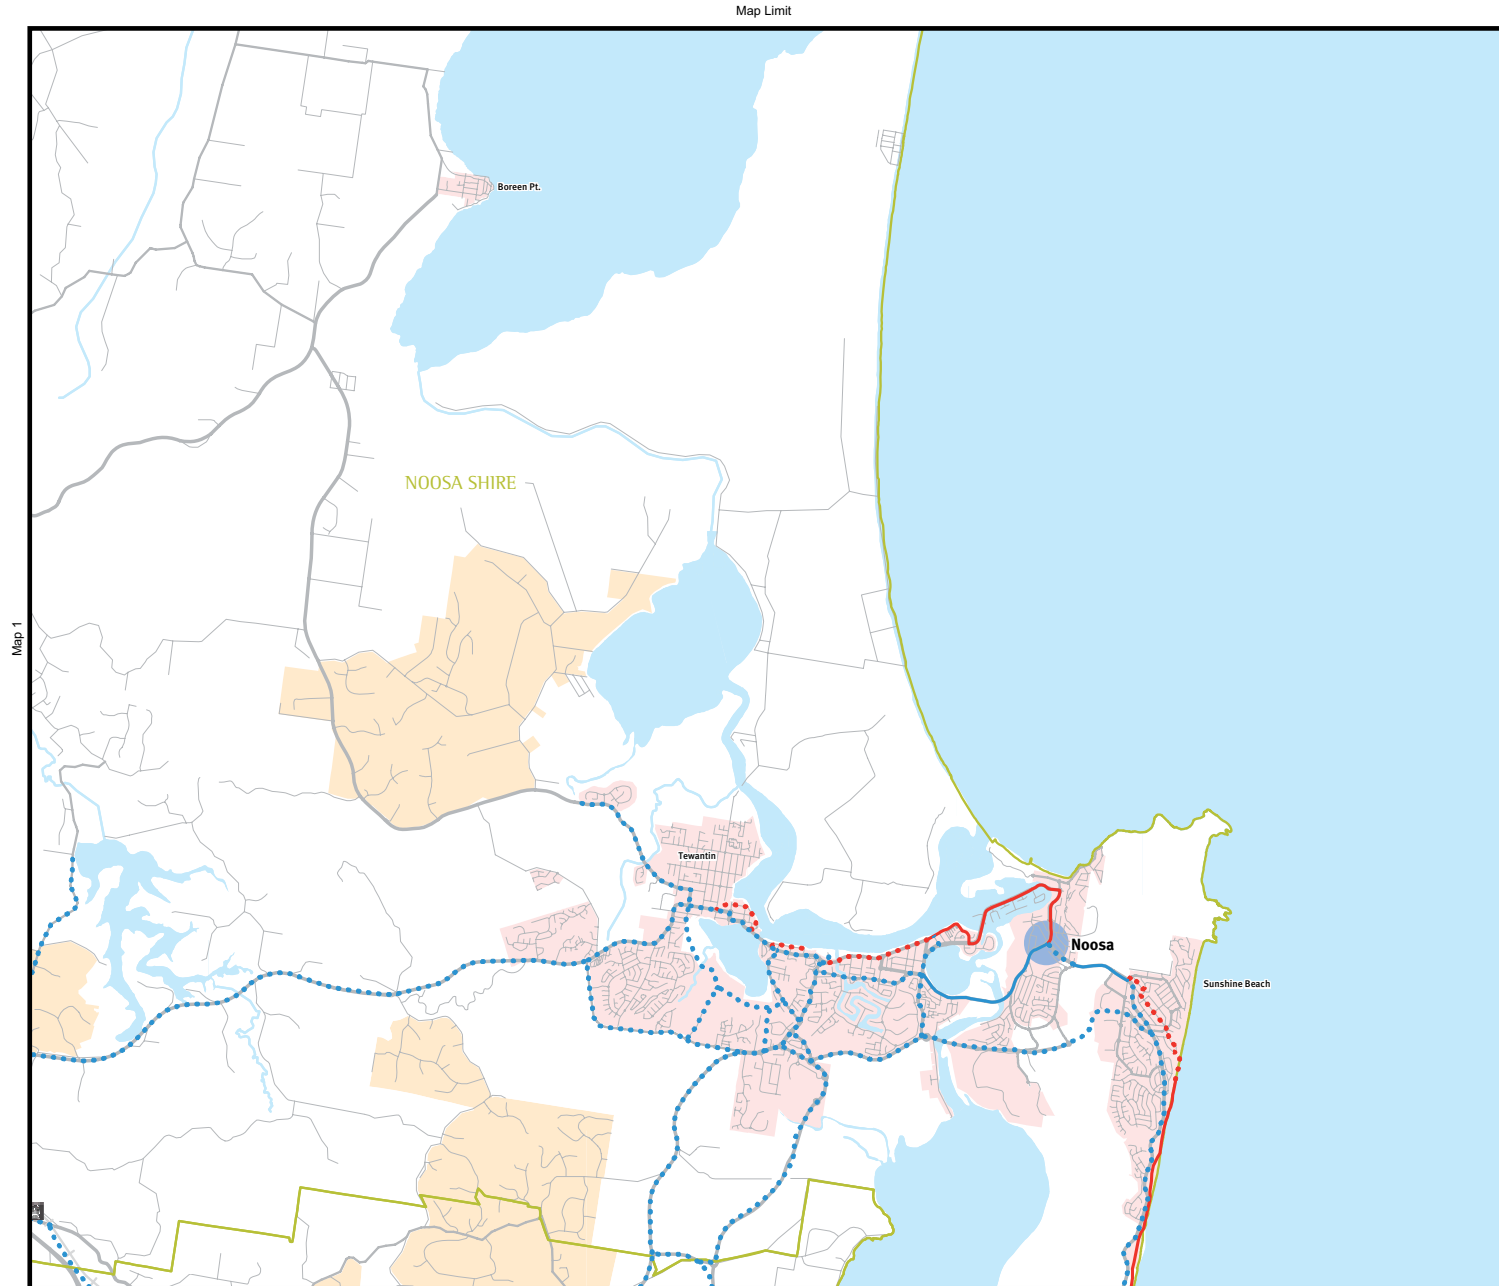 Map Limit
Boreen Pt.
NOOSA SHIRE
Map 1
Tewantin
Noosa
Sunshine Beach